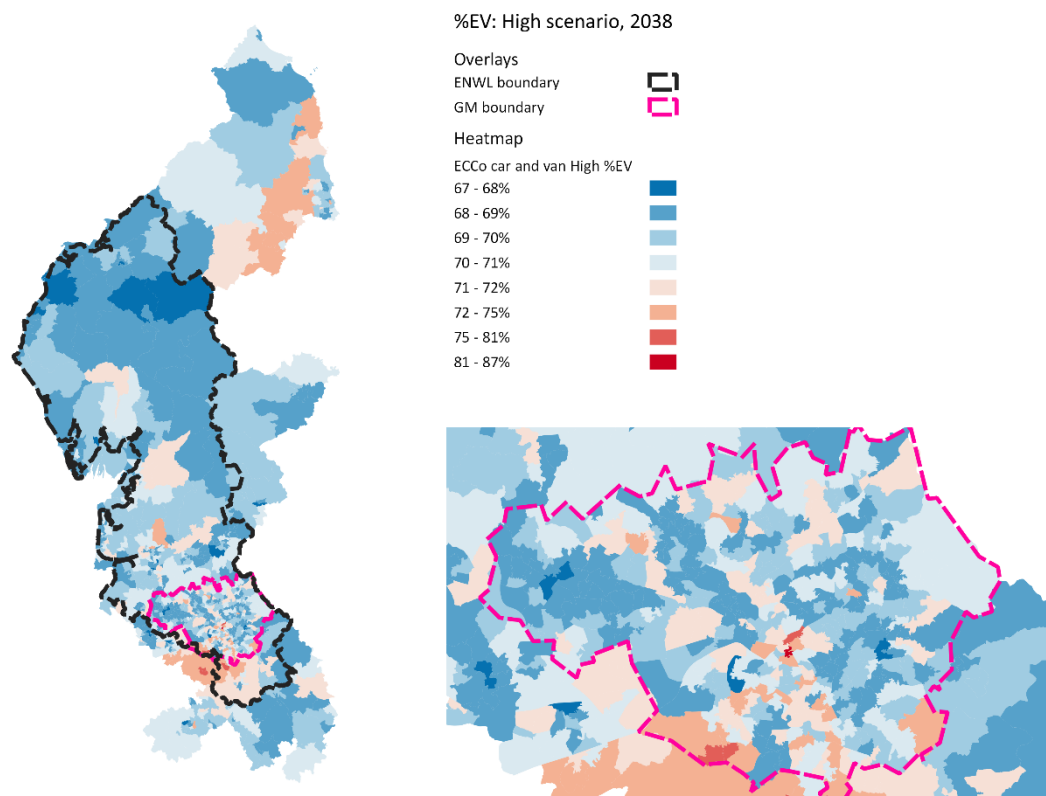 %EV: High scenario, 2038
Overlays
ENWL boundary
GM boundary
Heatmap
ECCo car and van High %EV
67 - 68%
68 - 69%
69 - 70%
70 - 71%
71 - 72%
72 - 75%
75 - 81%
81 - 87%